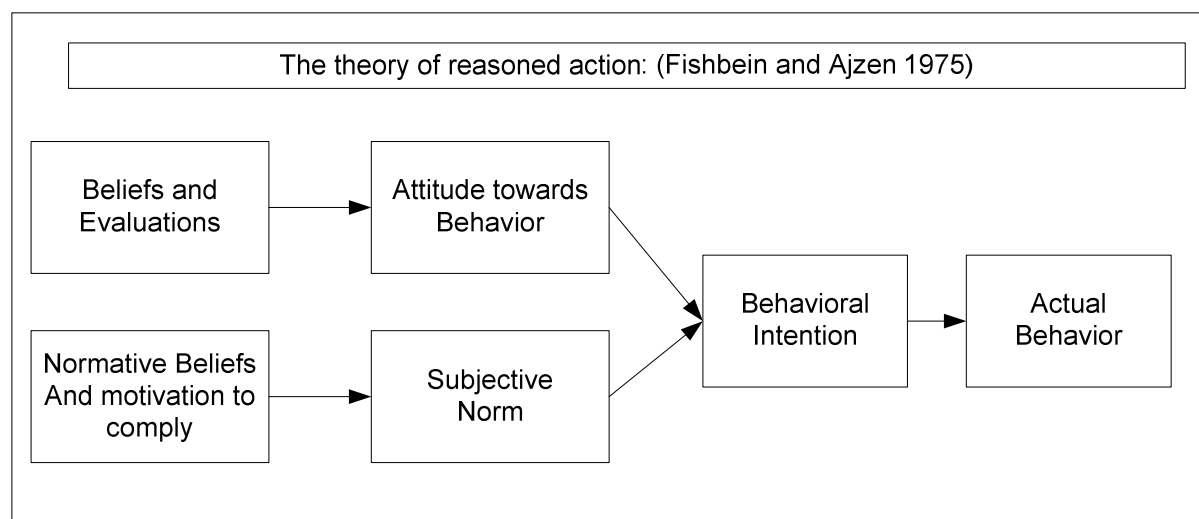 The theory of reasoned action: (Fishbein and Ajzen 1975)
Beliefs and
Evaluations
Attitude towards
Behavior
Normative Beliefs
And motivation to
comply
Subjective
Norm
Behavioral
Intention
Actual
Behavior